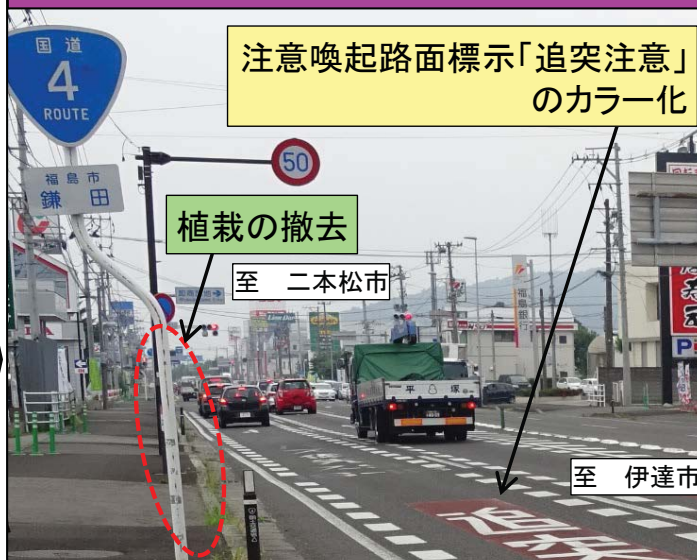 国道
4
ROUTE
福島市
鎌田
50
注意喚起路面標示「追突注意」
のカラー化
植栽の撤去
至 二本松市
福島銀行
平 塚
P
至 伊達市
追突